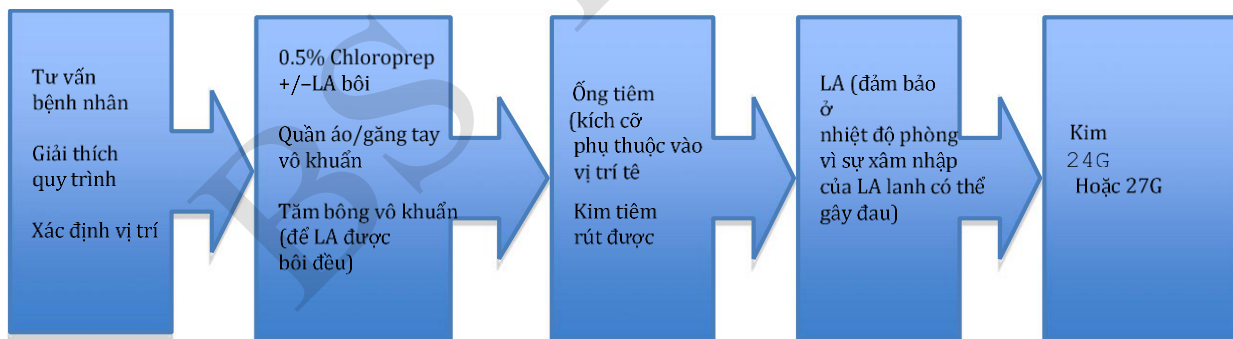 Tư vấn
bệnh nhân
Giải thích
quy trình
Xác định vị trí
0.5% Chloroprep
+/−LA bôi
Quần áo/găng tay
vô khuẩn
Tăm bông vô khuẩn
(để LA được
bôi đều)
Ống tiêm
(kích cỡ
phụ thuộc vào
vị trí tê
Kim tiêm
rút được
LA (đảm bảo
ở
nhiệt độ phòng
vì sự xâm nhập
của LA lanh có thể
gây đau)
Kim
24G
Hoặc 27G
BS